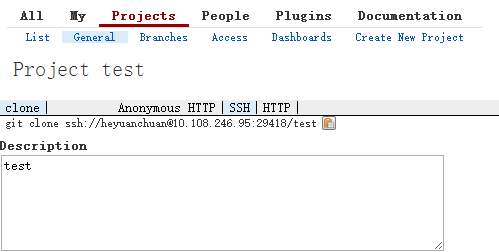 All My Projects People Plugins Documentation
List General Branches Access Dashboards Create New Project
Project test
clone Anonymous HTTP SSH HTTP
git clone ssh://heyuanchuan@10.108.246.95:29418/test
Description
test